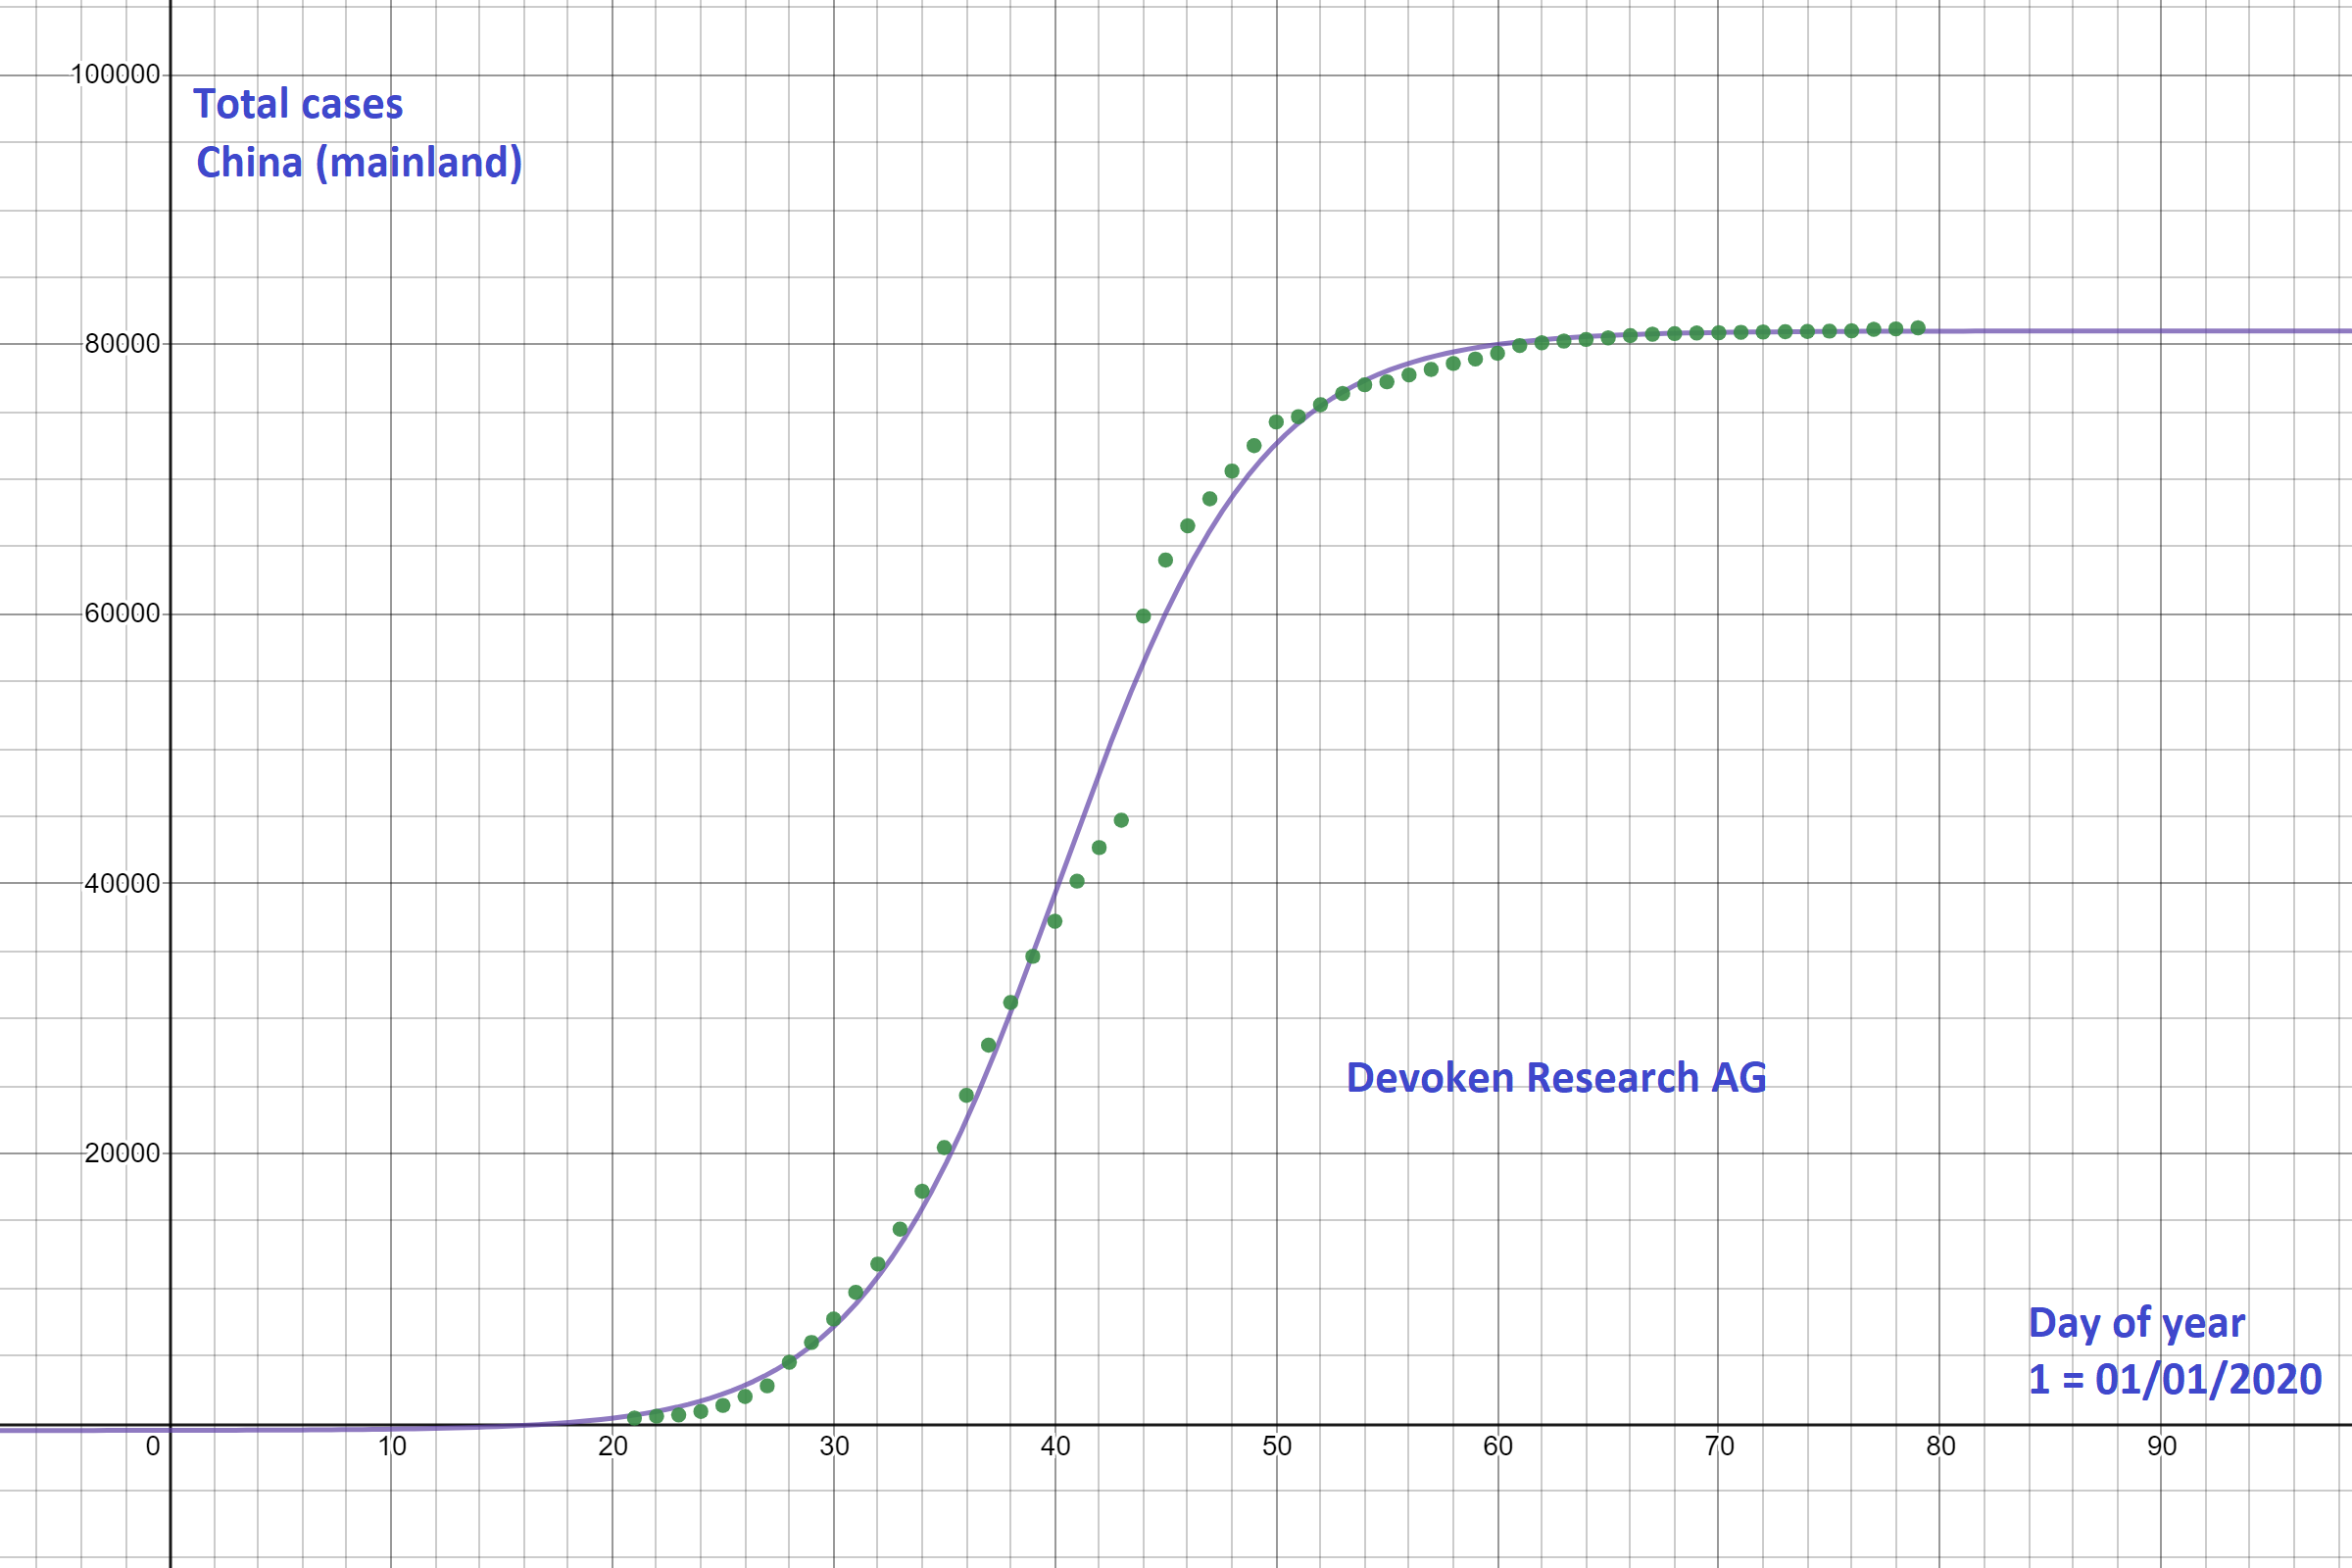 100000
Total cases
China (mainland)
80000
60000
40000
Devoken Research AG
20000
Day of year
1 = 01/01/2020
0 10 20 30 40 50 60 70 80 90